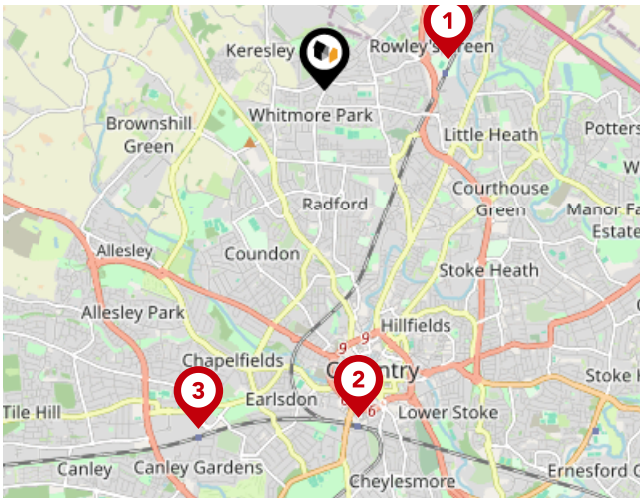 1
Keresley
Rowley's Green
Whitmore Park
Brownshill
Green
Little Heath
Potters
W
Courthouse
Green
Radford
Manor Fa
Estate
Allesley
Coundon
Stoke Heath
Allesley Park
Hillfields
9
9
Chapelfields
2
3
Earlsdon
6
Lower Stoke
Stoke H
Tile Hill
Canley
Canley Gardens
Cheylesmore
Ernesford G